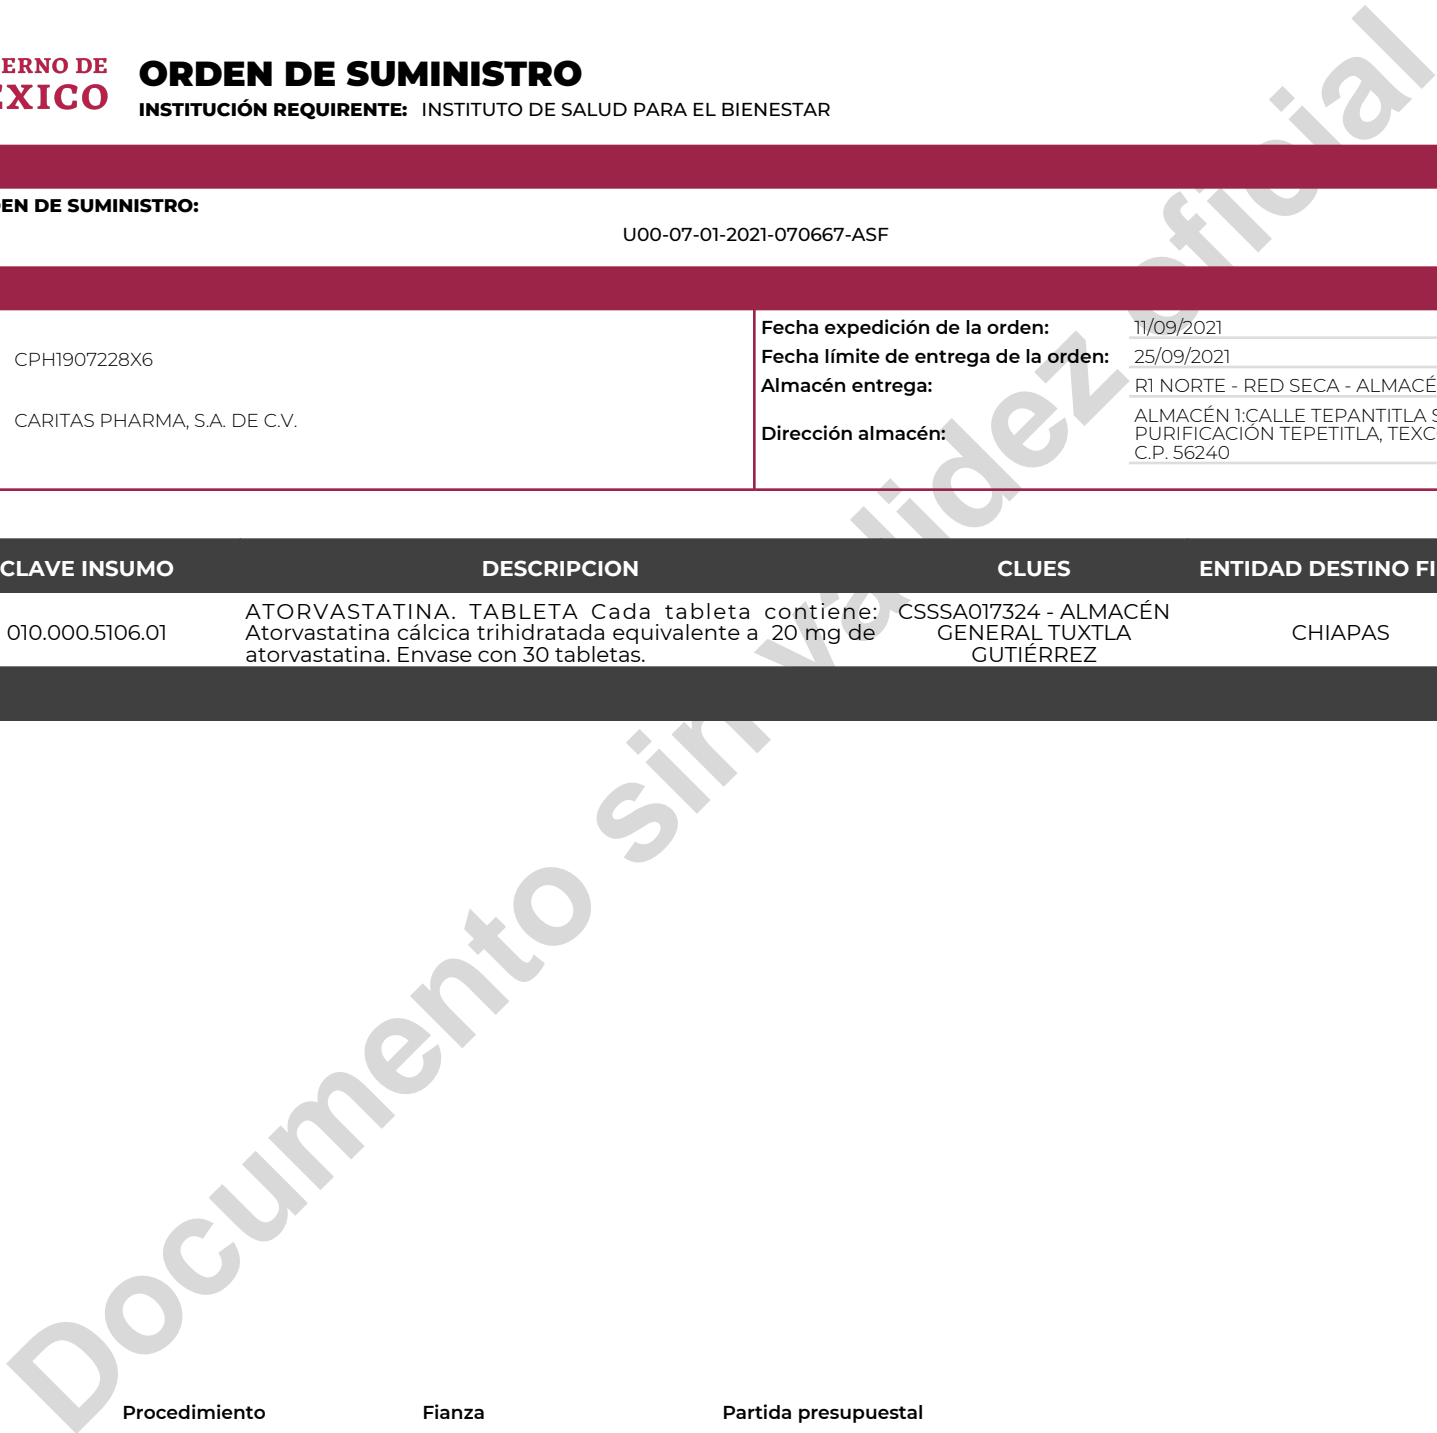 ERNO DE
ÉXICO
ORDEN DE SUMINISTRO
INSTITUCIÓN REQUIRENTE: INSTITUTO DE SALUD PARA EL BIENESTAR
EN DE SUMINISTRO:
U00-07-01-2021-070667-ASF
CPH1907228X6
CARITAS PHARMA, S.A. DE C.V.
Fecha expedición de la orden: 11/09/2021
Fecha límite de entrega de la orden: 25/09/2021
Almacén entrega: R1 NORTE - RED SECA - ALMACÉ
Dirección almacén:
ALMACÉN 1:CALLE TEPANTITLA S
PURIFICACIÓN TEPETITLA, TEXC
C.P. 56240
CLAVE INSUMO DESCRIPCION CLUES ENTIDAD DESTINO FI
010.000.5106.01
ATORVASTATINA. TABLETA Cada tableta contiene:
Atorvastatina cálcica trihidratada equivalente a 20 mg de
atorvastatina. Envase con 30 tabletas.
CSSSA017324 - ALMACÉN
GENERAL TUXTLA
GUTIÉRREZ
CHIAPAS
Documento sin validez oficial
Procedimiento Fianza Partida presupuestal